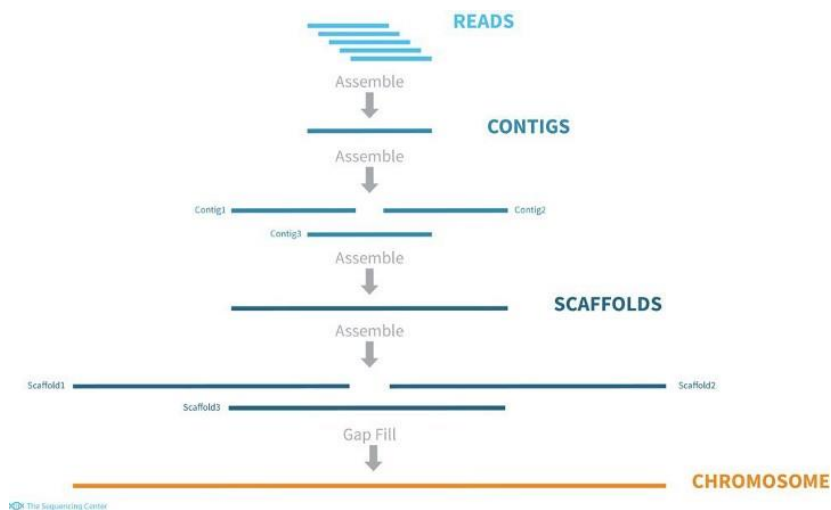 READS
Assemble
CONTIGS
Assemble
Contig1
Contig2
Contig3
Assemble
SCAFFOLDS
Assemble
Scaffold1
Scaffold2
Scaffold3
Gap Fill
CHROMOSOME
The Sequencing Center